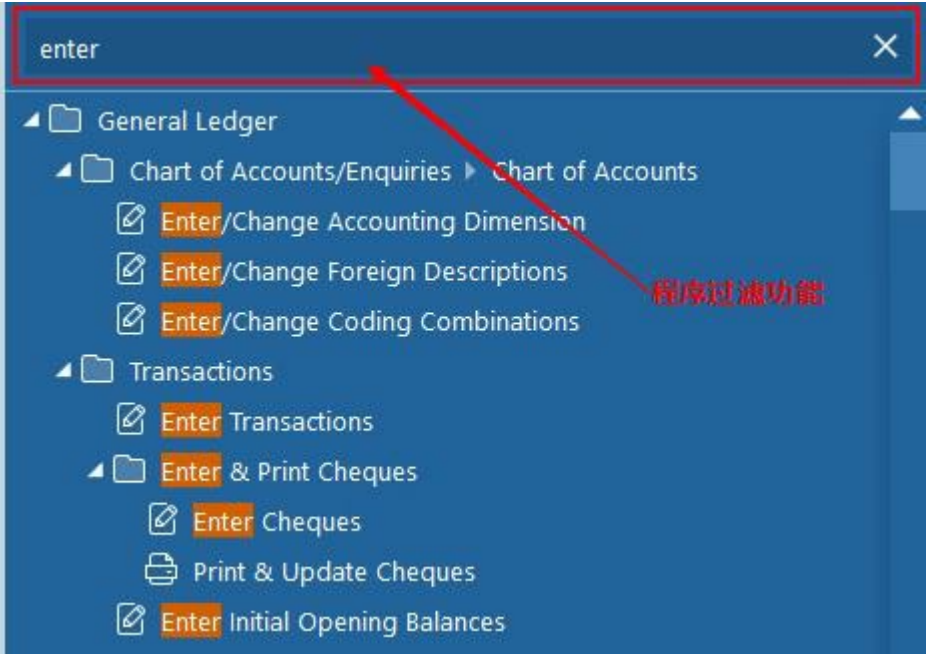 enter
General Ledger
Chart of Accounts/Enquiries Chart of Accounts
Enter/Change Accounting Dimension
Enter/Change Foreign Descriptions
程序过滤功能
Enter/Change Coding Combinations
Transactions
Enter Transactions
Enter & Print Cheques
Enter Cheques
Print & Update Cheques
Enter Initial Opening Balances